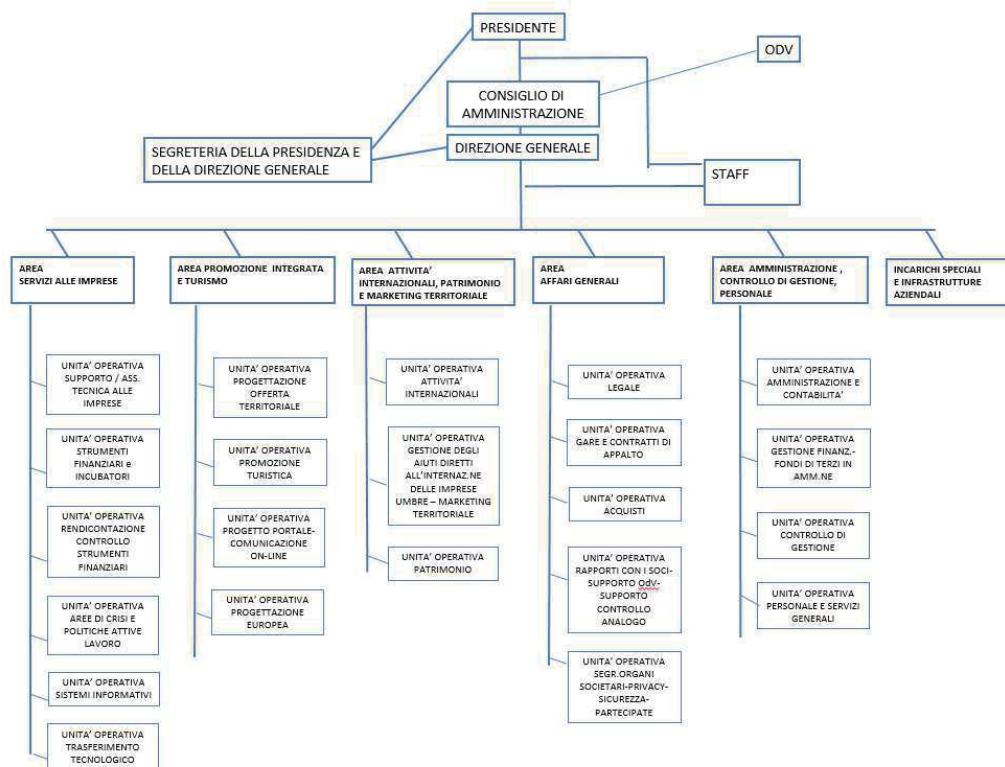 PRESIDENTE
ODV
CONSIGLIO DI
AMMINISTRAZIONE
SEGRETERIA DELLA PRESIDENZA E
DELLA DIREZIONE GENERALE
DIREZIONE GENERALE
STAFF
AREA
SERVIZI ALLE IMPRESE
AREA PROMOZIONE INTEGRATA
E TURISMO
AREA ATTIVITA'
INTERNAZIONALI, PATRIMONIO
E MARKETING TERRITORIALE
AREA
AFFARI GENERALI
AREA AMMINISTRAZIONE ,
CONTROLLO DI GESTIONE,
PERSONALE
INCARICHI SPECIALI
E INFRASTRUTTURE
AZIENDALI
UNITA' OPERATIVA
SUPPORTO / ASS.
TECNICA ALLE
IMPRESE
UNITA' OPERATIVA
STRUMENTI
FINANZIARI e
INCUBATORI
UNITA' OPERATIVA
RENDICONTAZIONE
CONTROLLO
STRUMENTI
FINANZIARI
UNITA' OPERATIVA
AREE DI CRISI E
POLITICHE ATTIVE
LAVORO
UNITA' OPERATIVA
SISTEMI INFORMATIVI
UNITA' OPERATIVA
TRASFERIMENTO
TECNOLOGICO
UNITA' OPERATIVA
PROGETTAZIONE
OFFERTA
TERRITORIALE
UNITA' OPERATIVA
PROMOZIONE
TURISTICA
UNITA' OPERATIVA
PROGETTO PORTALE-
COMUNICAZIONE
ON-LINE
UNITA' OPERATIVA
PROGETTAZIONE
EUROPEA
UNITA' OPERATIVA
ATTIVITA'
INTERNAZIONALI
UNITA' OPERATIVA
GESTIONE DEGLI
AIUTI DIRETTI
ALL'INTERNAZ.NE
DELLE IMPRESE
UMBRE – MARKETING
TERRITORIALE
UNITA' OPERATIVA
PATRIMONIO
UNITA' OPERATIVA
LEGALE
UNITA' OPERATIVA
GARE E CONTRATTI DI
APPALTO
UNITA' OPERATIVA
ACQUISTI
UNITA' OPERATIVA
RAPPORTI CON I SOCI-
SUPPORTO OdV-
SUPPORTO
CONTROLLO
ANALOGO
UNITA' OPERATIVA
SEGR.ORGANI
SOCIETARI-PRIVACY-
SICUREZZA-
PARTECIPATE
UNITA' OPERATIVA
AMMINISTRAZIONE E
CONTABILITA'
UNITA' OPERATIVA
GESTIONE FINANZ.-
FONDI DI TERZI IN
AMM.NE
UNITA' OPERATIVA
CONTROLLO DI
GESTIONE
UNITA' OPERATIVA
PERSONALE E SERVIZI
GENERALI